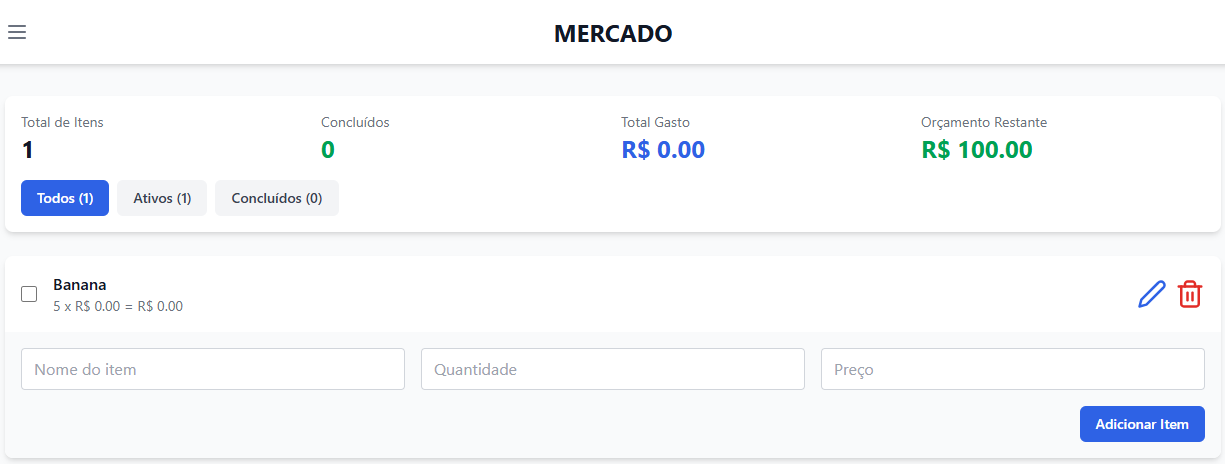 MERCADO
Total de Itens
1
Concluídos
0
Total Gasto
R$ 0.00
Orçamento Restante
R$ 100.00
Todos (1)
Ativos (1)
Concluídos (0)
Banana
5 x R$ 0.00 = R$ 0.00
Nome do item
Quantidade
Preço
Adicionar Item